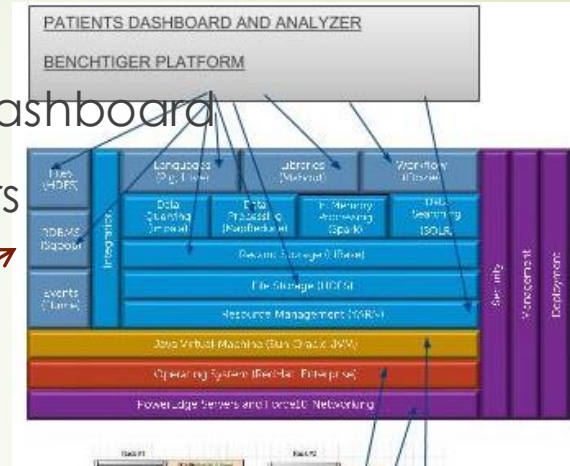 PATIENTS DASHBOARD AND ANALYZER
BENCHTIGER PLATFORM
ashboard
Files
(HDFS)
Languages
(Pig, Hive)
Libraries
(Mahout)
Workflow
(Oozie)
Integration
Data
Querying
(Impala)
Data
Processing
(MapReduce)
In Memory
Processing
(Spark)
Data
Searching
(SOLR)
rs
RDBMS
(Sqoop)
Record Storage (HBase)
Events
(Flume)
File Storage (HDFS)
Resource Management (YARN)
Security
Management
Deployment
Java Virtual Machine (Sun Oracle JVM)
Operating System (RedHat Enterprise)
PowerEdge Servers and Force10 Networking